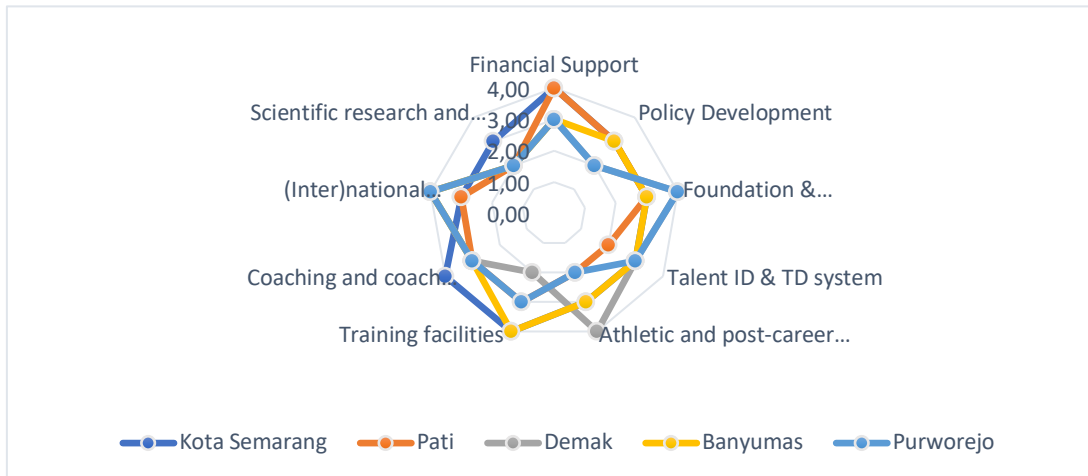 Financial Support
4,00
3,00
2,00
1,00
0,00
Policy Development
Foundation &...
Talent ID & TD system
Athletic and post-career...
Training facilities
Coaching and coach...
(Inter)national...
Scientific research and...
Kota Semarang
Pati
Demak
Banyumas
Purworejo